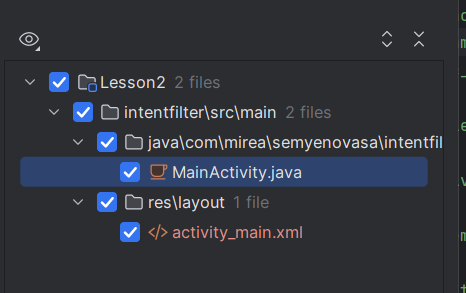 Lesson2 2 files
intentfilter\src\main 2 files
java\com\mirea\semyenovasa\intentfil
MainActivity.java
res\layout 1 file
</> activity_main.xml